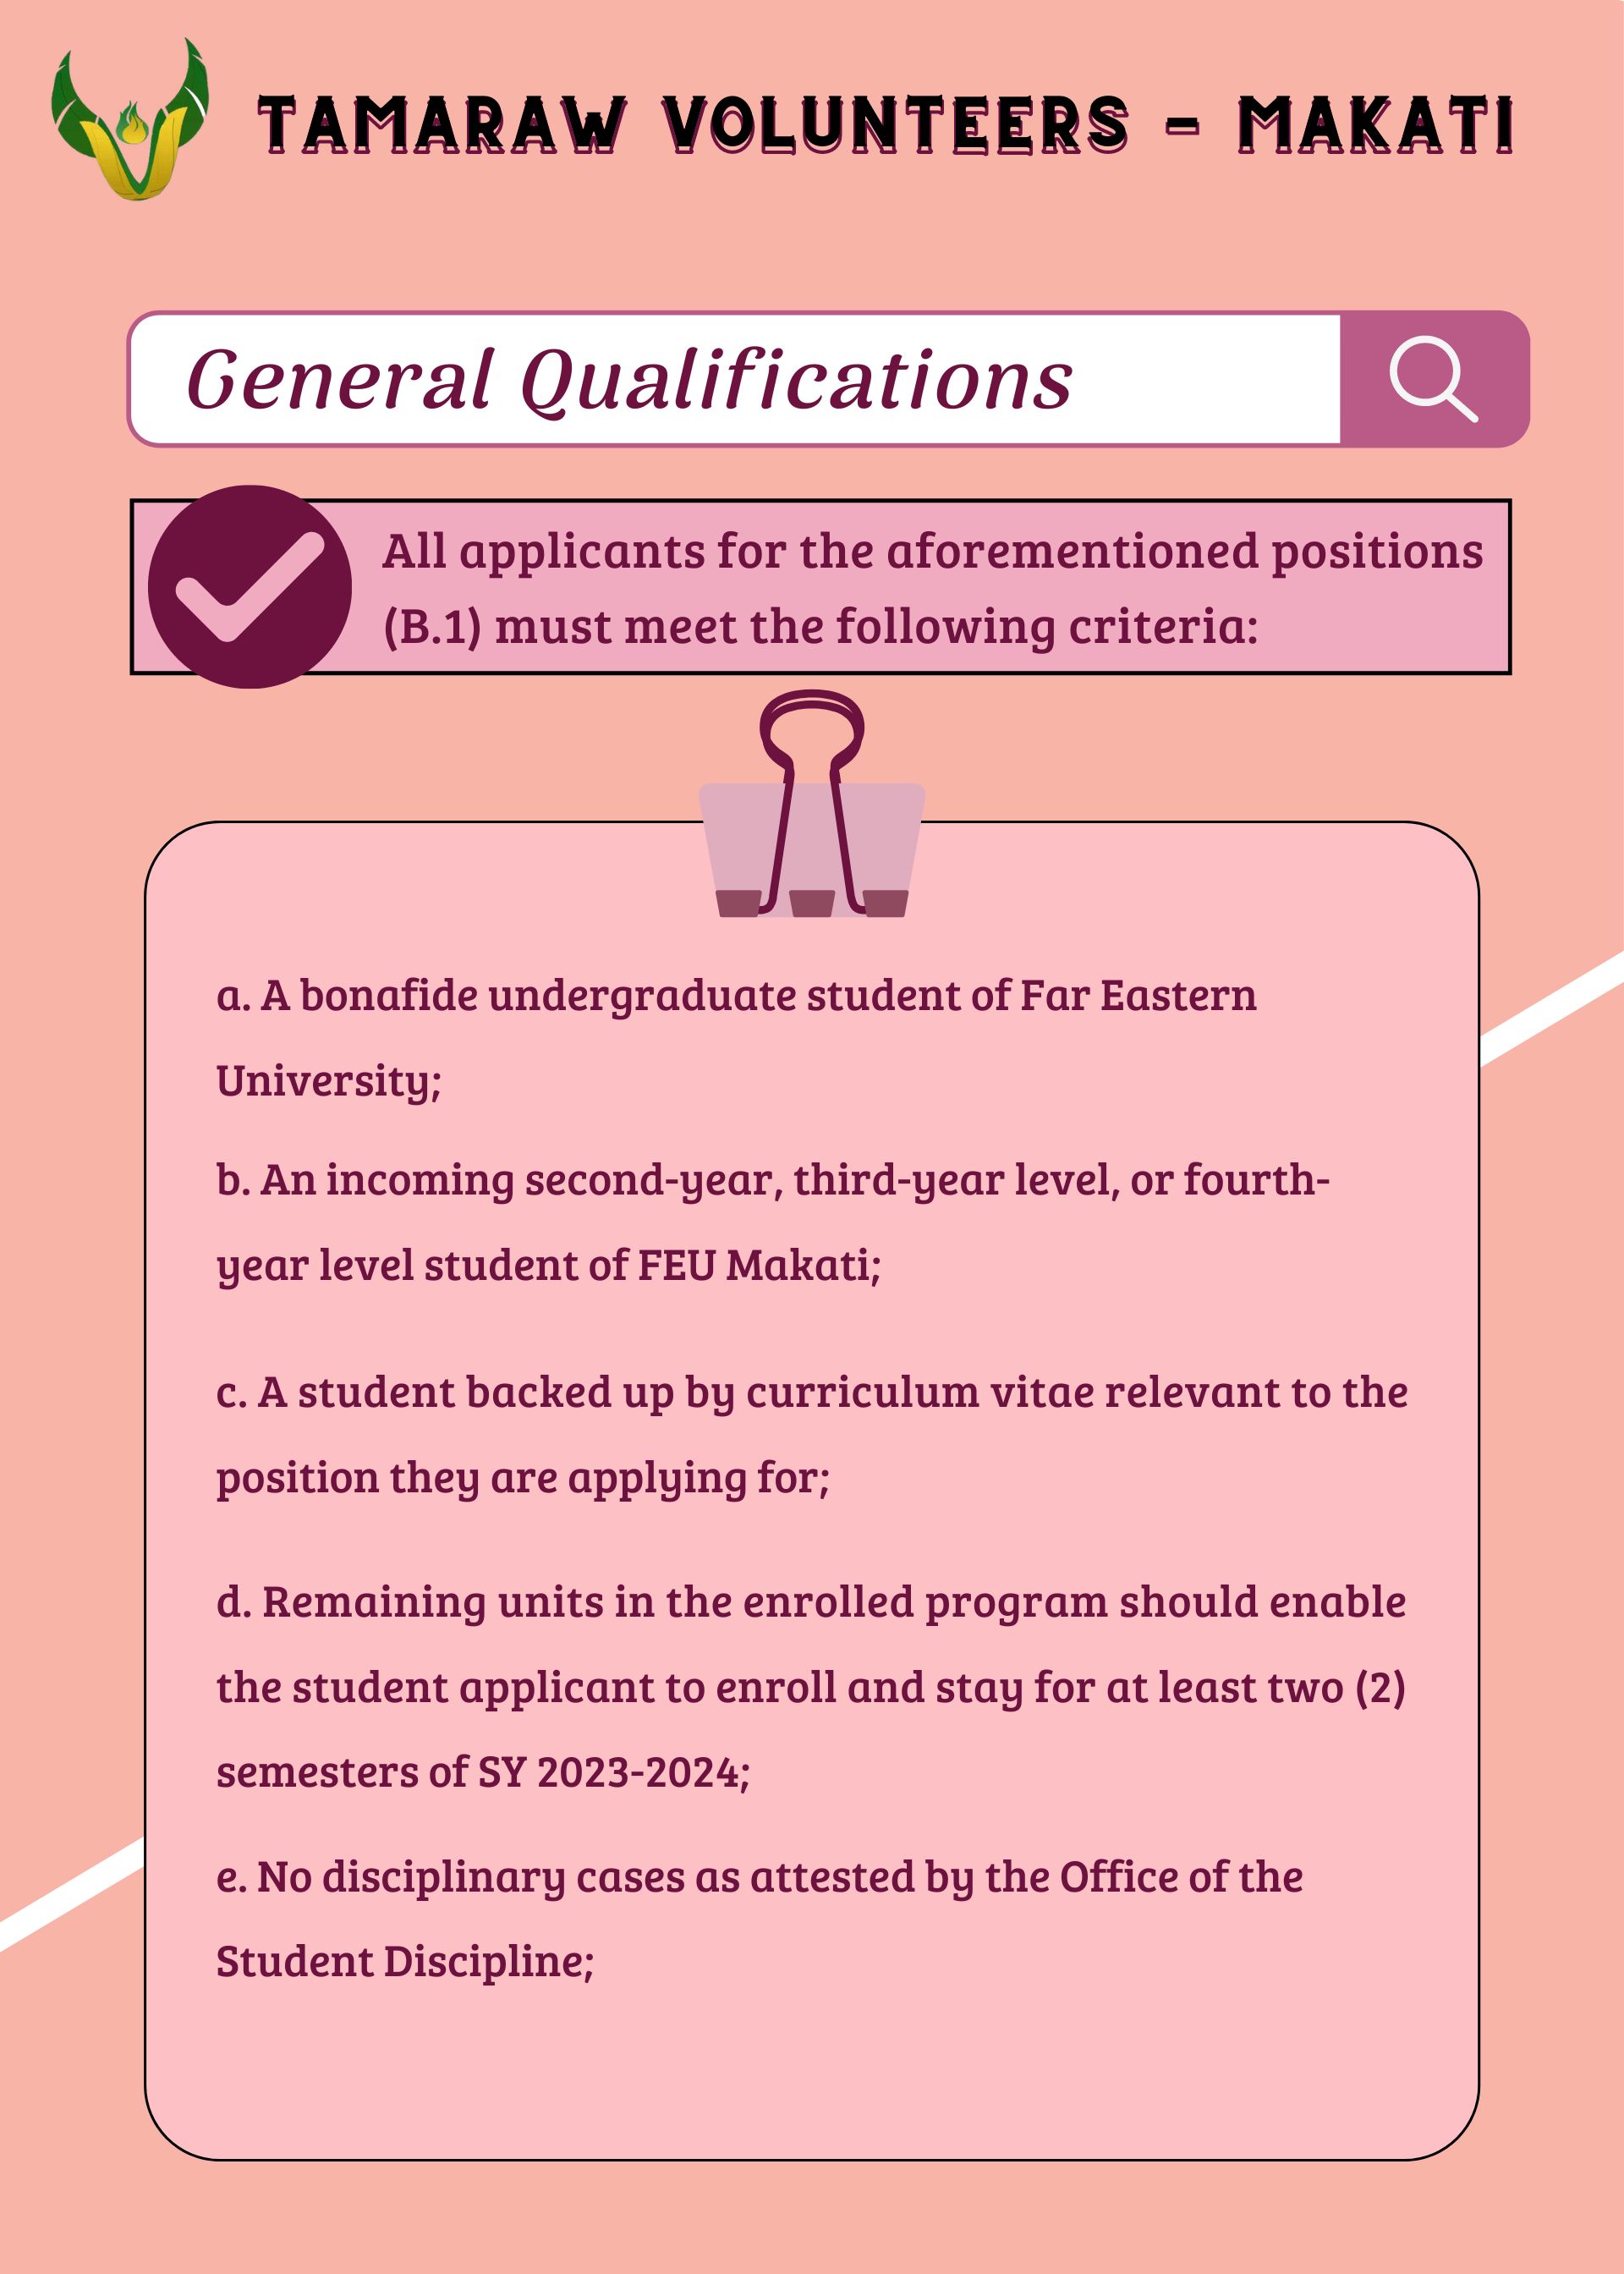 TAMARAW VOLUNTEERS - MAKATI
General Qualifications
All applicants for the aforementioned positions
(B.1) must meet the following criteria:
a. A bonafide undergraduate student of Far Eastern
University;
b. An incoming second-year, third-year level, or fourth-
year level student of FEU Makati;
c. A student backed up by curriculum vitae relevant to the
position they are applying for;
d. Remaining units in the enrolled program should enable
the student applicant to enroll and stay for at least two (2)
semesters of SY 2023-2024;
e. No disciplinary cases as attested by the Office of the
Student Discipline;